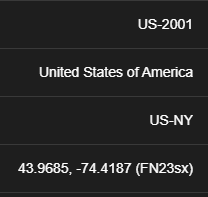 US-2001
United States of America
US-NY
43.9685, -74.4187 (FN23sx)